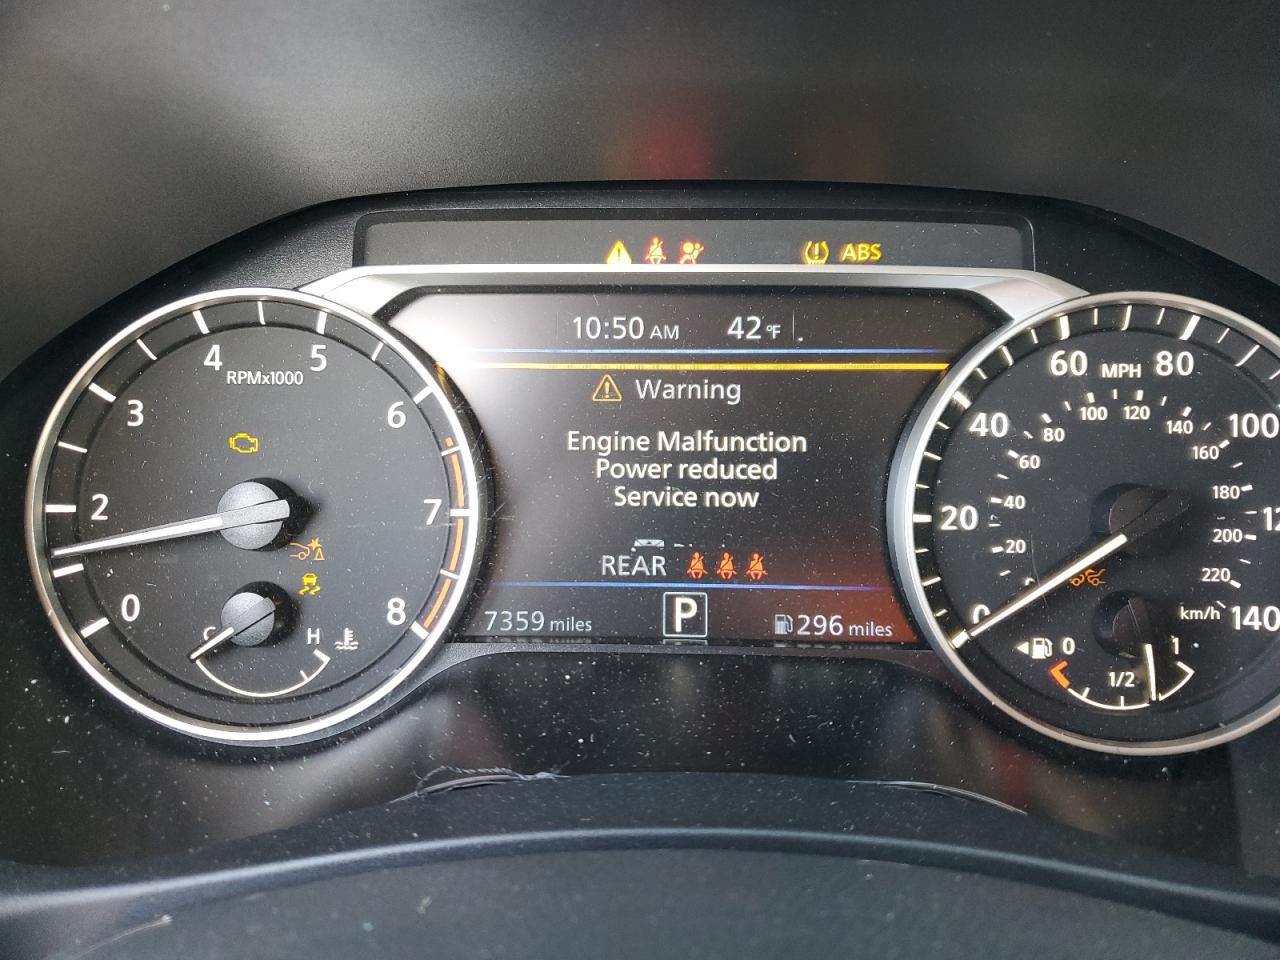 ABS
10:50 AM 42°F
Warning
Engine Malfunction
Power reduced
Service now
REAR
7359 miles P 296 miles
0 2 3 4 5 6 7 8
RPMx1000
C H
0 20 40 60 80 100 12 140
MPH
20 40 60 80 100 120 140 160 180 200 220
km/h
0 1/2 1